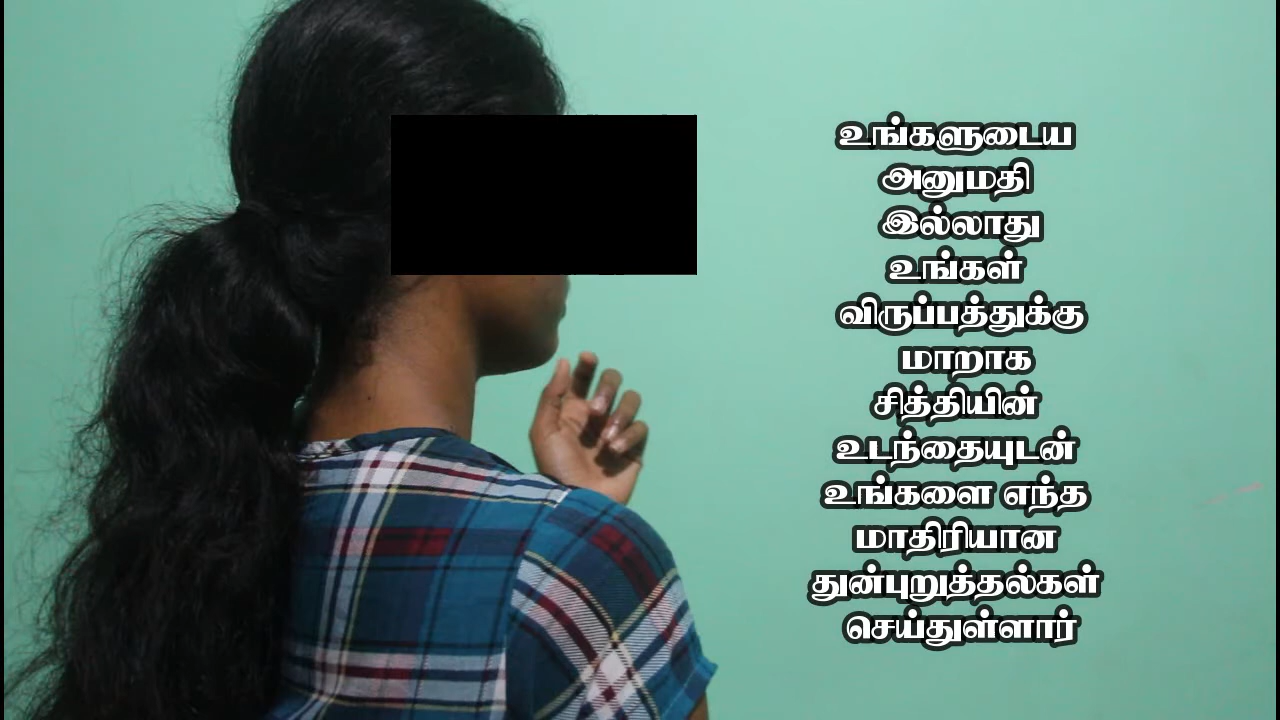 உங்களுடைய
அனுமதி
இல்லாது
உங்கள்
விருப்பத்துக்கு
மாறாக
சித்தியின்
உடந்தையுடன்
உங்களை எந்த
மாதிரியான
துன்புறுத்தல்கள்
செய்துள்ளார்